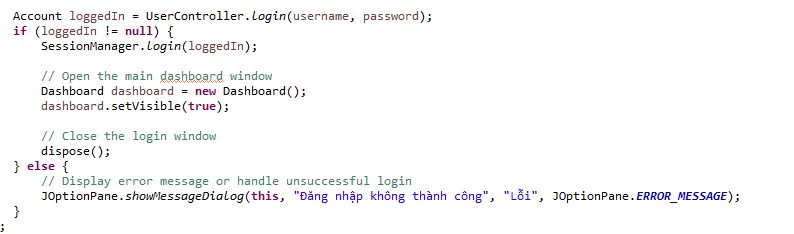 Account loggedIn = UserController.login(username, password);
if (loggedIn != null) {
    SessionManager.login(loggedIn);

    // Open the main dashboard window
    Dashboard dashboard = new Dashboard();
    dashboard.setVisible(true);

    // Close the login window
    dispose();
} else {
    // Display error message or handle unsuccessful login
    JOptionPane.showMessageDialog(this, "Đăng nhập không thành công", "Lỗi", JOptionPane.ERROR_MESSAGE);
}
;